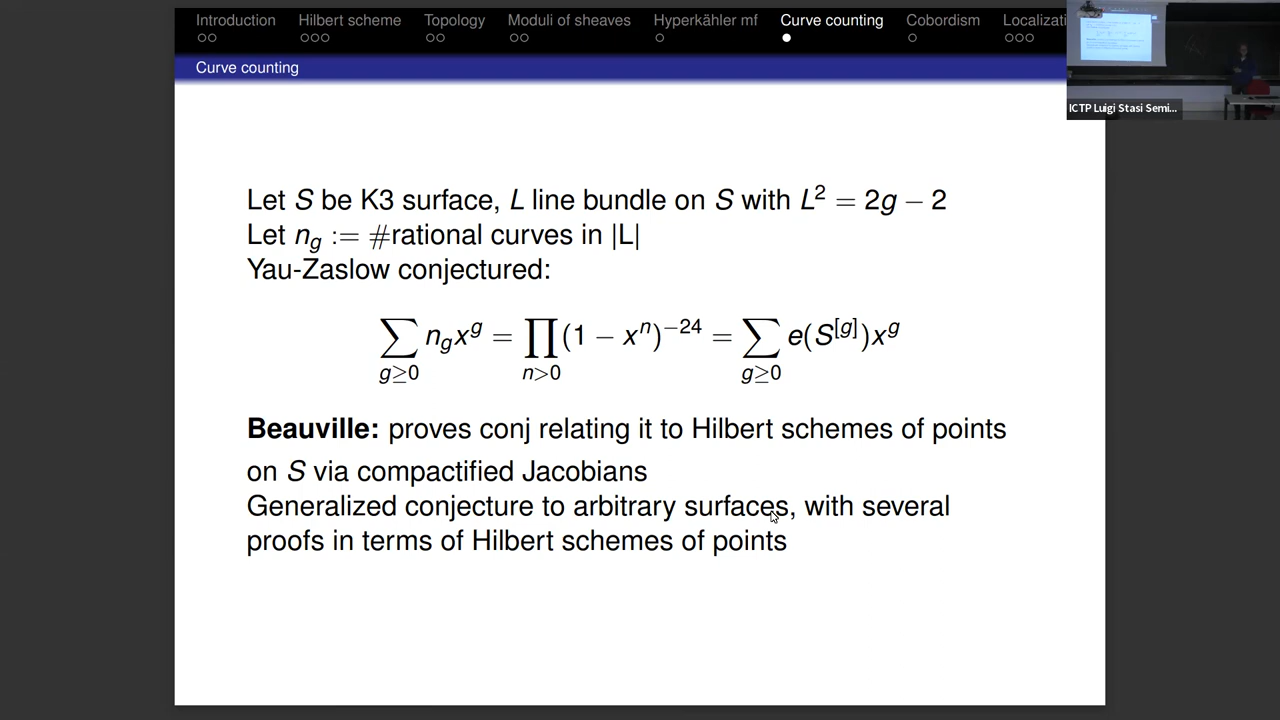 Introduction Hilbert scheme Topology Moduli of sheaves Hyperkähler mf Curve counting Cobordism Localizati
Curve counting
ICTP Luigi Stasi Semi...
Let S be K3 surface, L line bundle on S with L² = 2g − 2
Let n_g := #rational curves in |L|
Yau-Zaslow conjectured:
∑_{g≥0} n_g x^g = ∏_{n>0} (1 − x^n)^{−24} = ∑_{g≥0} e(S^{[g]})x^g
Beauville: proves conj relating it to Hilbert schemes of points
on S via compactified Jacobians
Generalized conjecture to arbitrary surfaces, with several
proofs in terms of Hilbert schemes of points